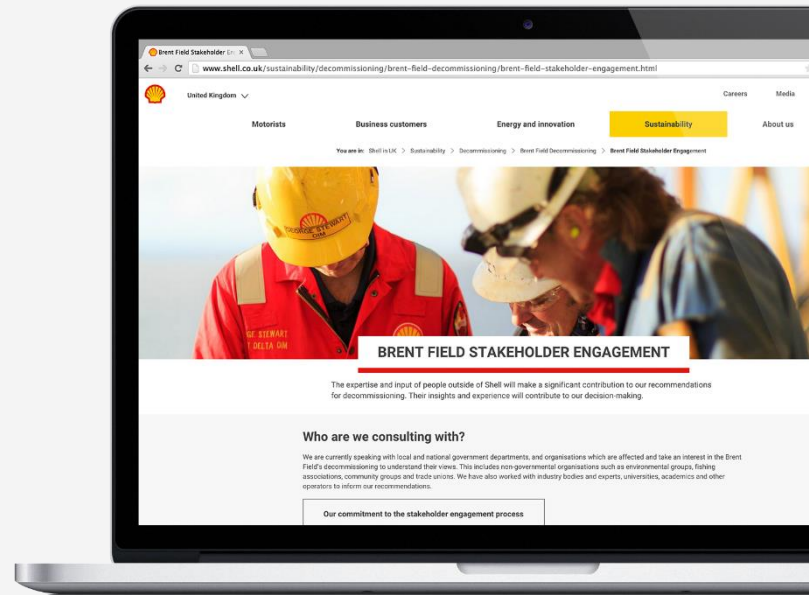 Brent Field Stakeholder
www.shell.co.uk/sustainability/decommissioning/brent-field-decommissioning/brent-field-stakeholder-engagement.html
United Kingdom
Careers Media
Motorists Business customers Energy and innovation Sustainability About us
You are in: Shell in UK > Sustainability > Decommissioning > Brent Field Decommissioning > Brent Field Stakeholder Engagement
GEORGE STEWART
OIM
GE STEWART
DELTA OIM
BRENT FIELD STAKEHOLDER ENGAGEMENT
The expertise and input of people outside of Shell will make a significant contribution to our recommendations
for decommissioning. Their insights and experience will contribute to our decision-making.
Who are we consulting with?
We are currently speaking with local and national government departments, and organisations which are affected and take an interest in the Brent
Field's decommissioning to understand their views. This includes non-governmental organisations such as environmental groups, fishing
associations, community groups and trade unions. We have also worked with industry bodies and experts, universities, academics and other
operators to inform our recommendations.
Our commitment to the stakeholder engagement process